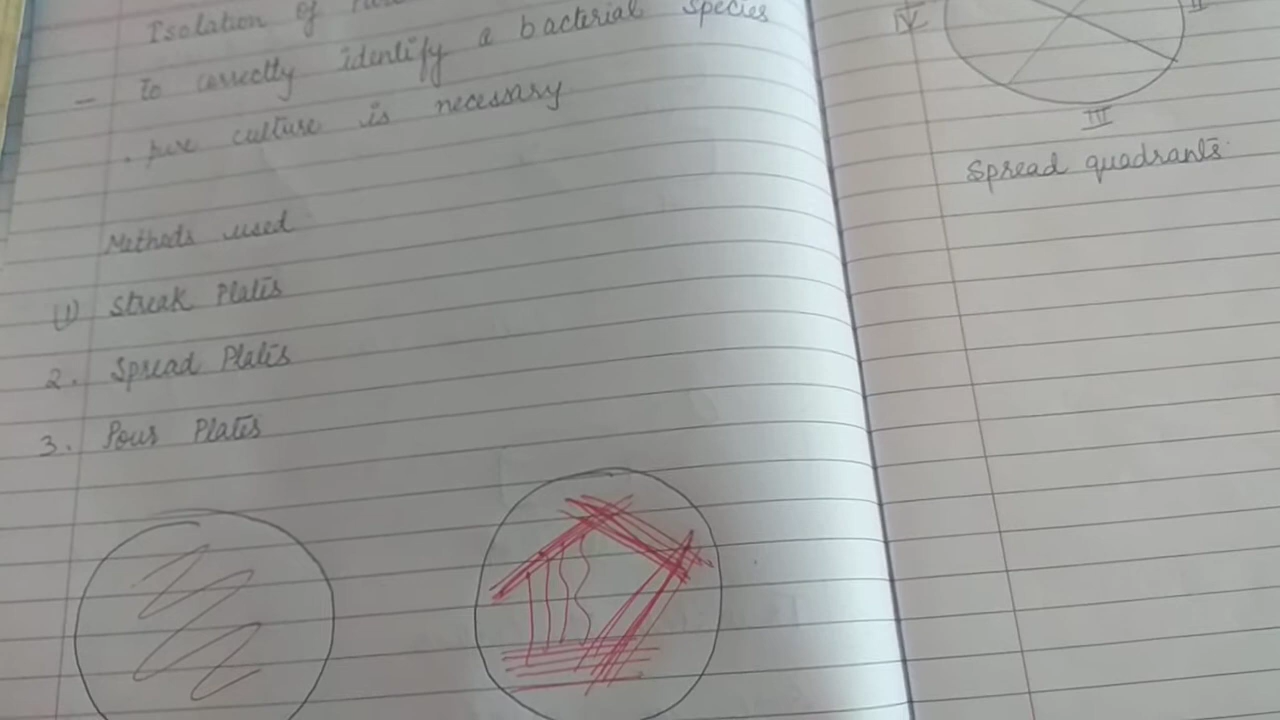 Isolation of
- To correctly identify a bacterial species
. pure culture is necessary
Methods used
(1) Streak Plates
2. Spread Plates
3. Pour Plates
IV
II
III
Spread quadrants